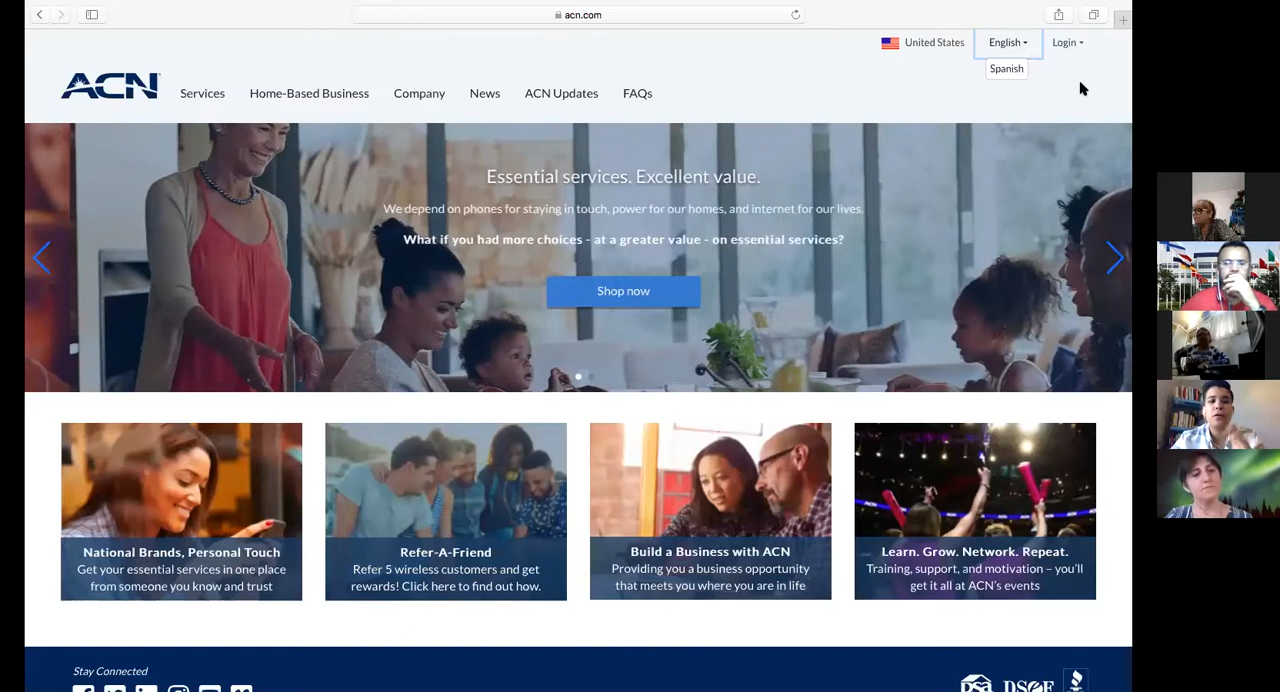 acn.com
United States
English
Login
Spanish
ACN
Services
Home-Based Business
Company
News
ACN Updates
FAQs
Essential services. Excellent value.
We depend on phones for staying in touch, power for our homes, and internet for our lives.
What if you had more choices - at a greater value - on essential services?
Shop now
National Brands, Personal Touch
Get your essential services in one place
from someone you know and trust
Refer-A-Friend
Refer 5 wireless customers and get
rewards! Click here to find out how.
Build a Business with ACN
Providing you a business opportunity
that meets you where you are in life
Learn. Grow. Network. Repeat.
Training, support, and motivation – you'll
get it all at ACN's events
Stay Connected